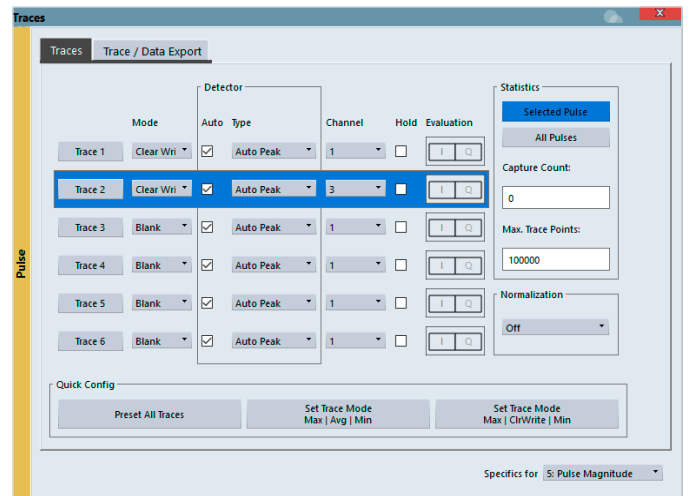 Traces
Traces Trace / Data Export
Detector
Statistics
Mode Auto Type Channel Hold Evaluation
Selected Pulse
All Pulses
Trace 1 Clear Wri Auto Peak 1 I Q
Capture Count:
Trace 2 Clear Wri Auto Peak 3 I Q
0
Trace 3 Blank Auto Peak 1 I Q
Max. Trace Points:
Trace 4 Blank Auto Peak 1 I Q
100000
Pulse
Trace 5 Blank Auto Peak 1 I Q
Normalization
Off
Trace 6 Blank Auto Peak 1 I Q
Quick Config
Preset All Traces
Set Trace Mode
Max | Avg | Min
Set Trace Mode
Max | ClrWrite | Min
Specifics for 5: Pulse Magnitude